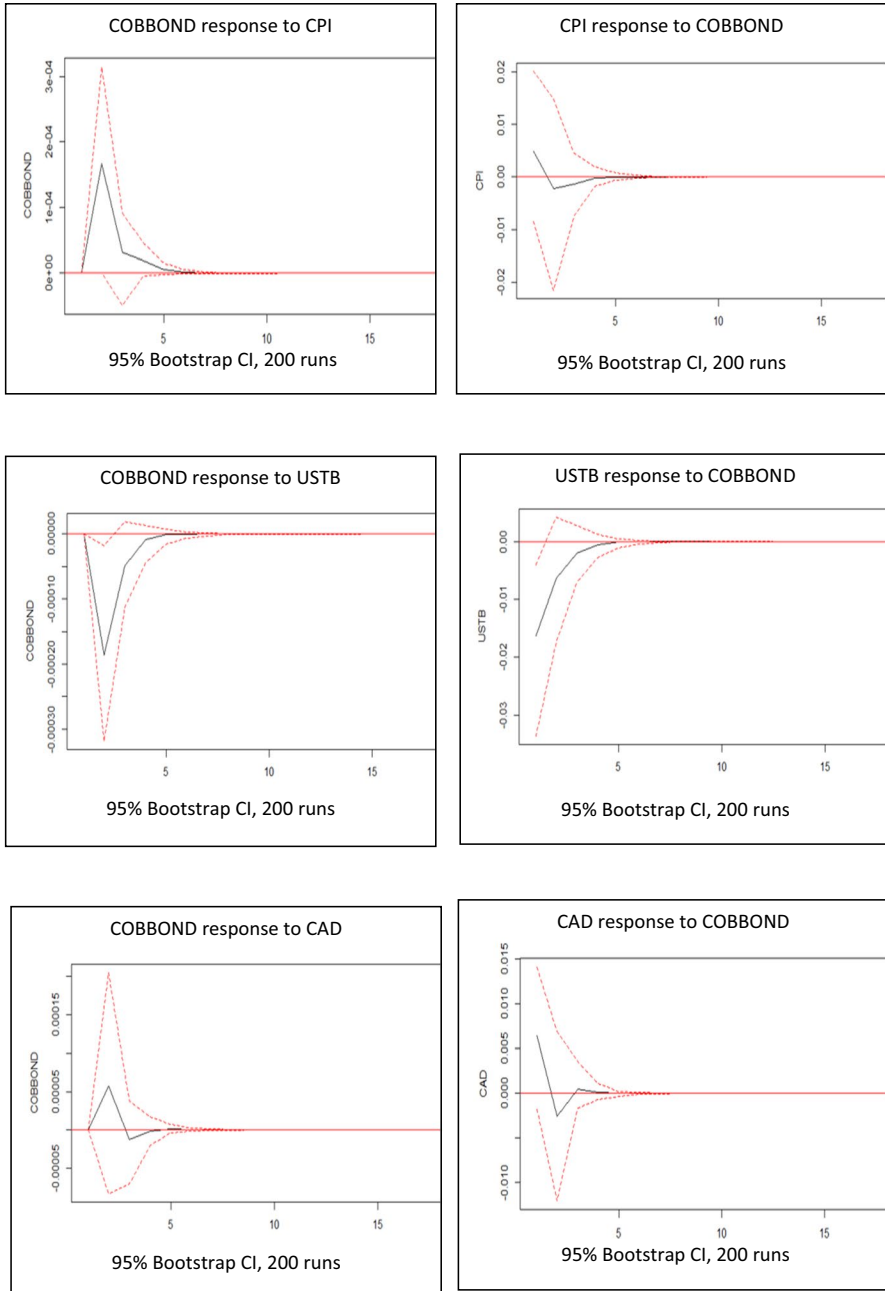 COBBOND response to CPI
COBBOND
3e-04
2e-04
1e-04
0e+00
5
10
15
95% Bootstrap CI, 200 runs
CPI response to COBBOND
CPI
0.02
0.01
0.00
-0.01
-0.02
5
10
15
95% Bootstrap CI, 200 runs
COBBOND response to USTB
COBBOND
0.00000
-0.00010
-0.00020
-0.00030
5
10
15
95% Bootstrap CI, 200 runs
USTB response to COBBOND
USTB
0.00
-0.01
-0.02
-0.03
5
10
15
95% Bootstrap CI, 200 runs
COBBOND response to CAD
COBBOND
0.00015
0.00005
-0.00005
5
10
15
95% Bootstrap CI, 200 runs
CAD response to COBBOND
CAD
0.015
0.010
0.005
0.000
-0.010
5
10
15
95% Bootstrap CI, 200 runs